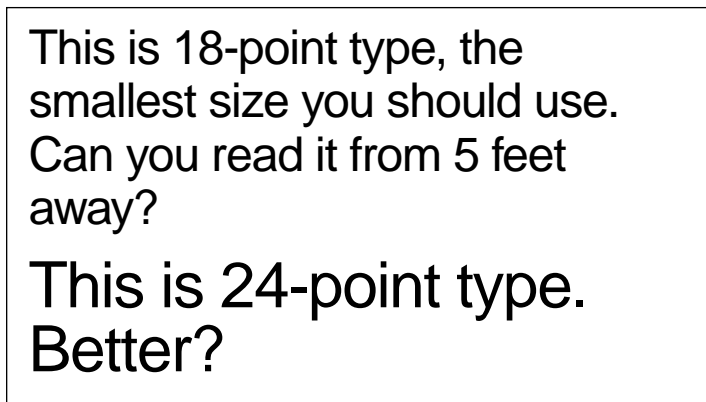 This is 18-point type, the
smallest size you should use.
Can you read it from 5 feet
away?
This is 24-point type.
Better?